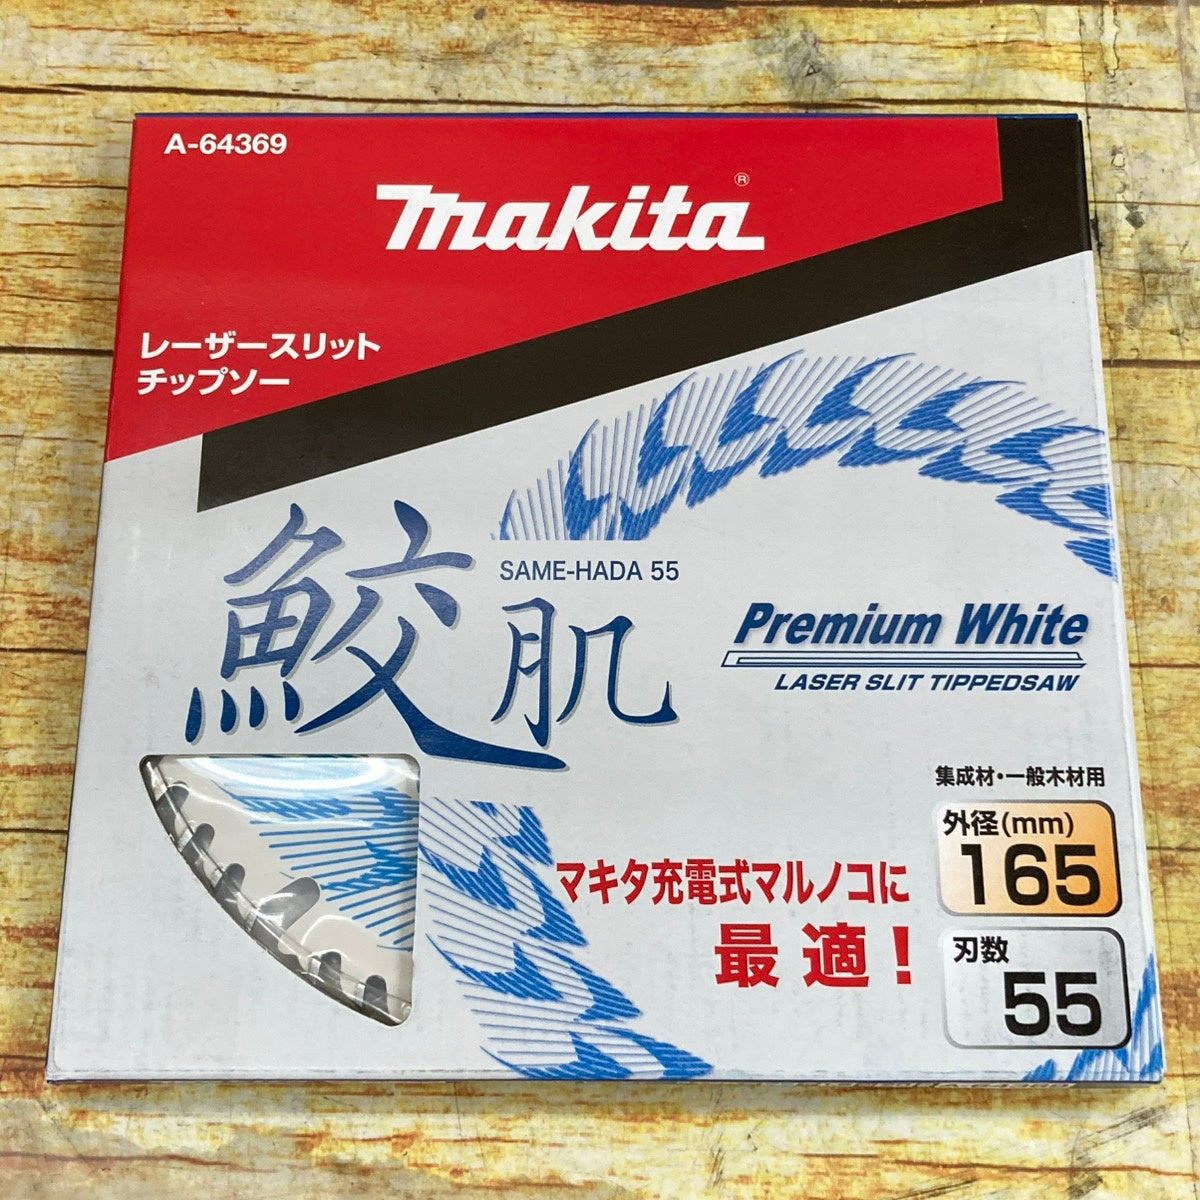 A-64369
makita®
レーザースリット
チップソー
鮫肌
SAME-HADA 55
Premium White
LASER SLIT TIPPEDSAW
集成材・一般木材用
外径(mm)
165
マキタ充電式マルノコに
最適!
刃数
55